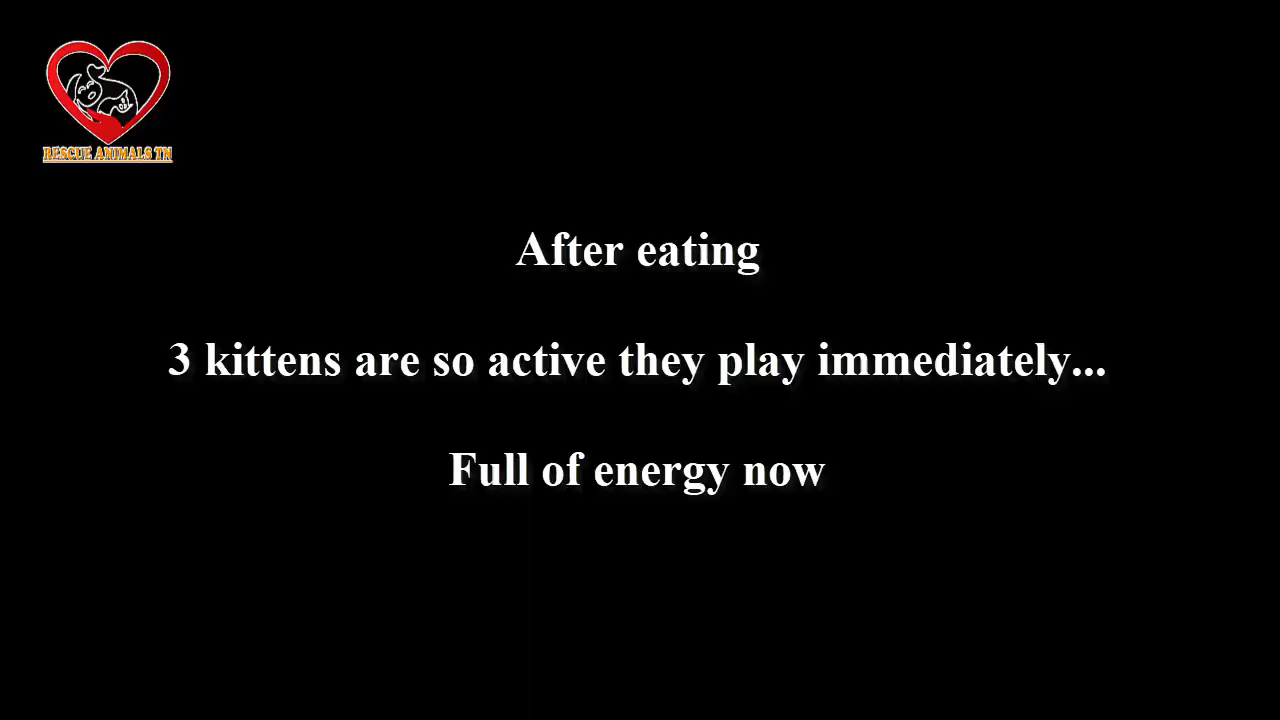 RESCUE ANIMALS TN
After eating
3 kittens are so active they play immediately...
Full of energy now